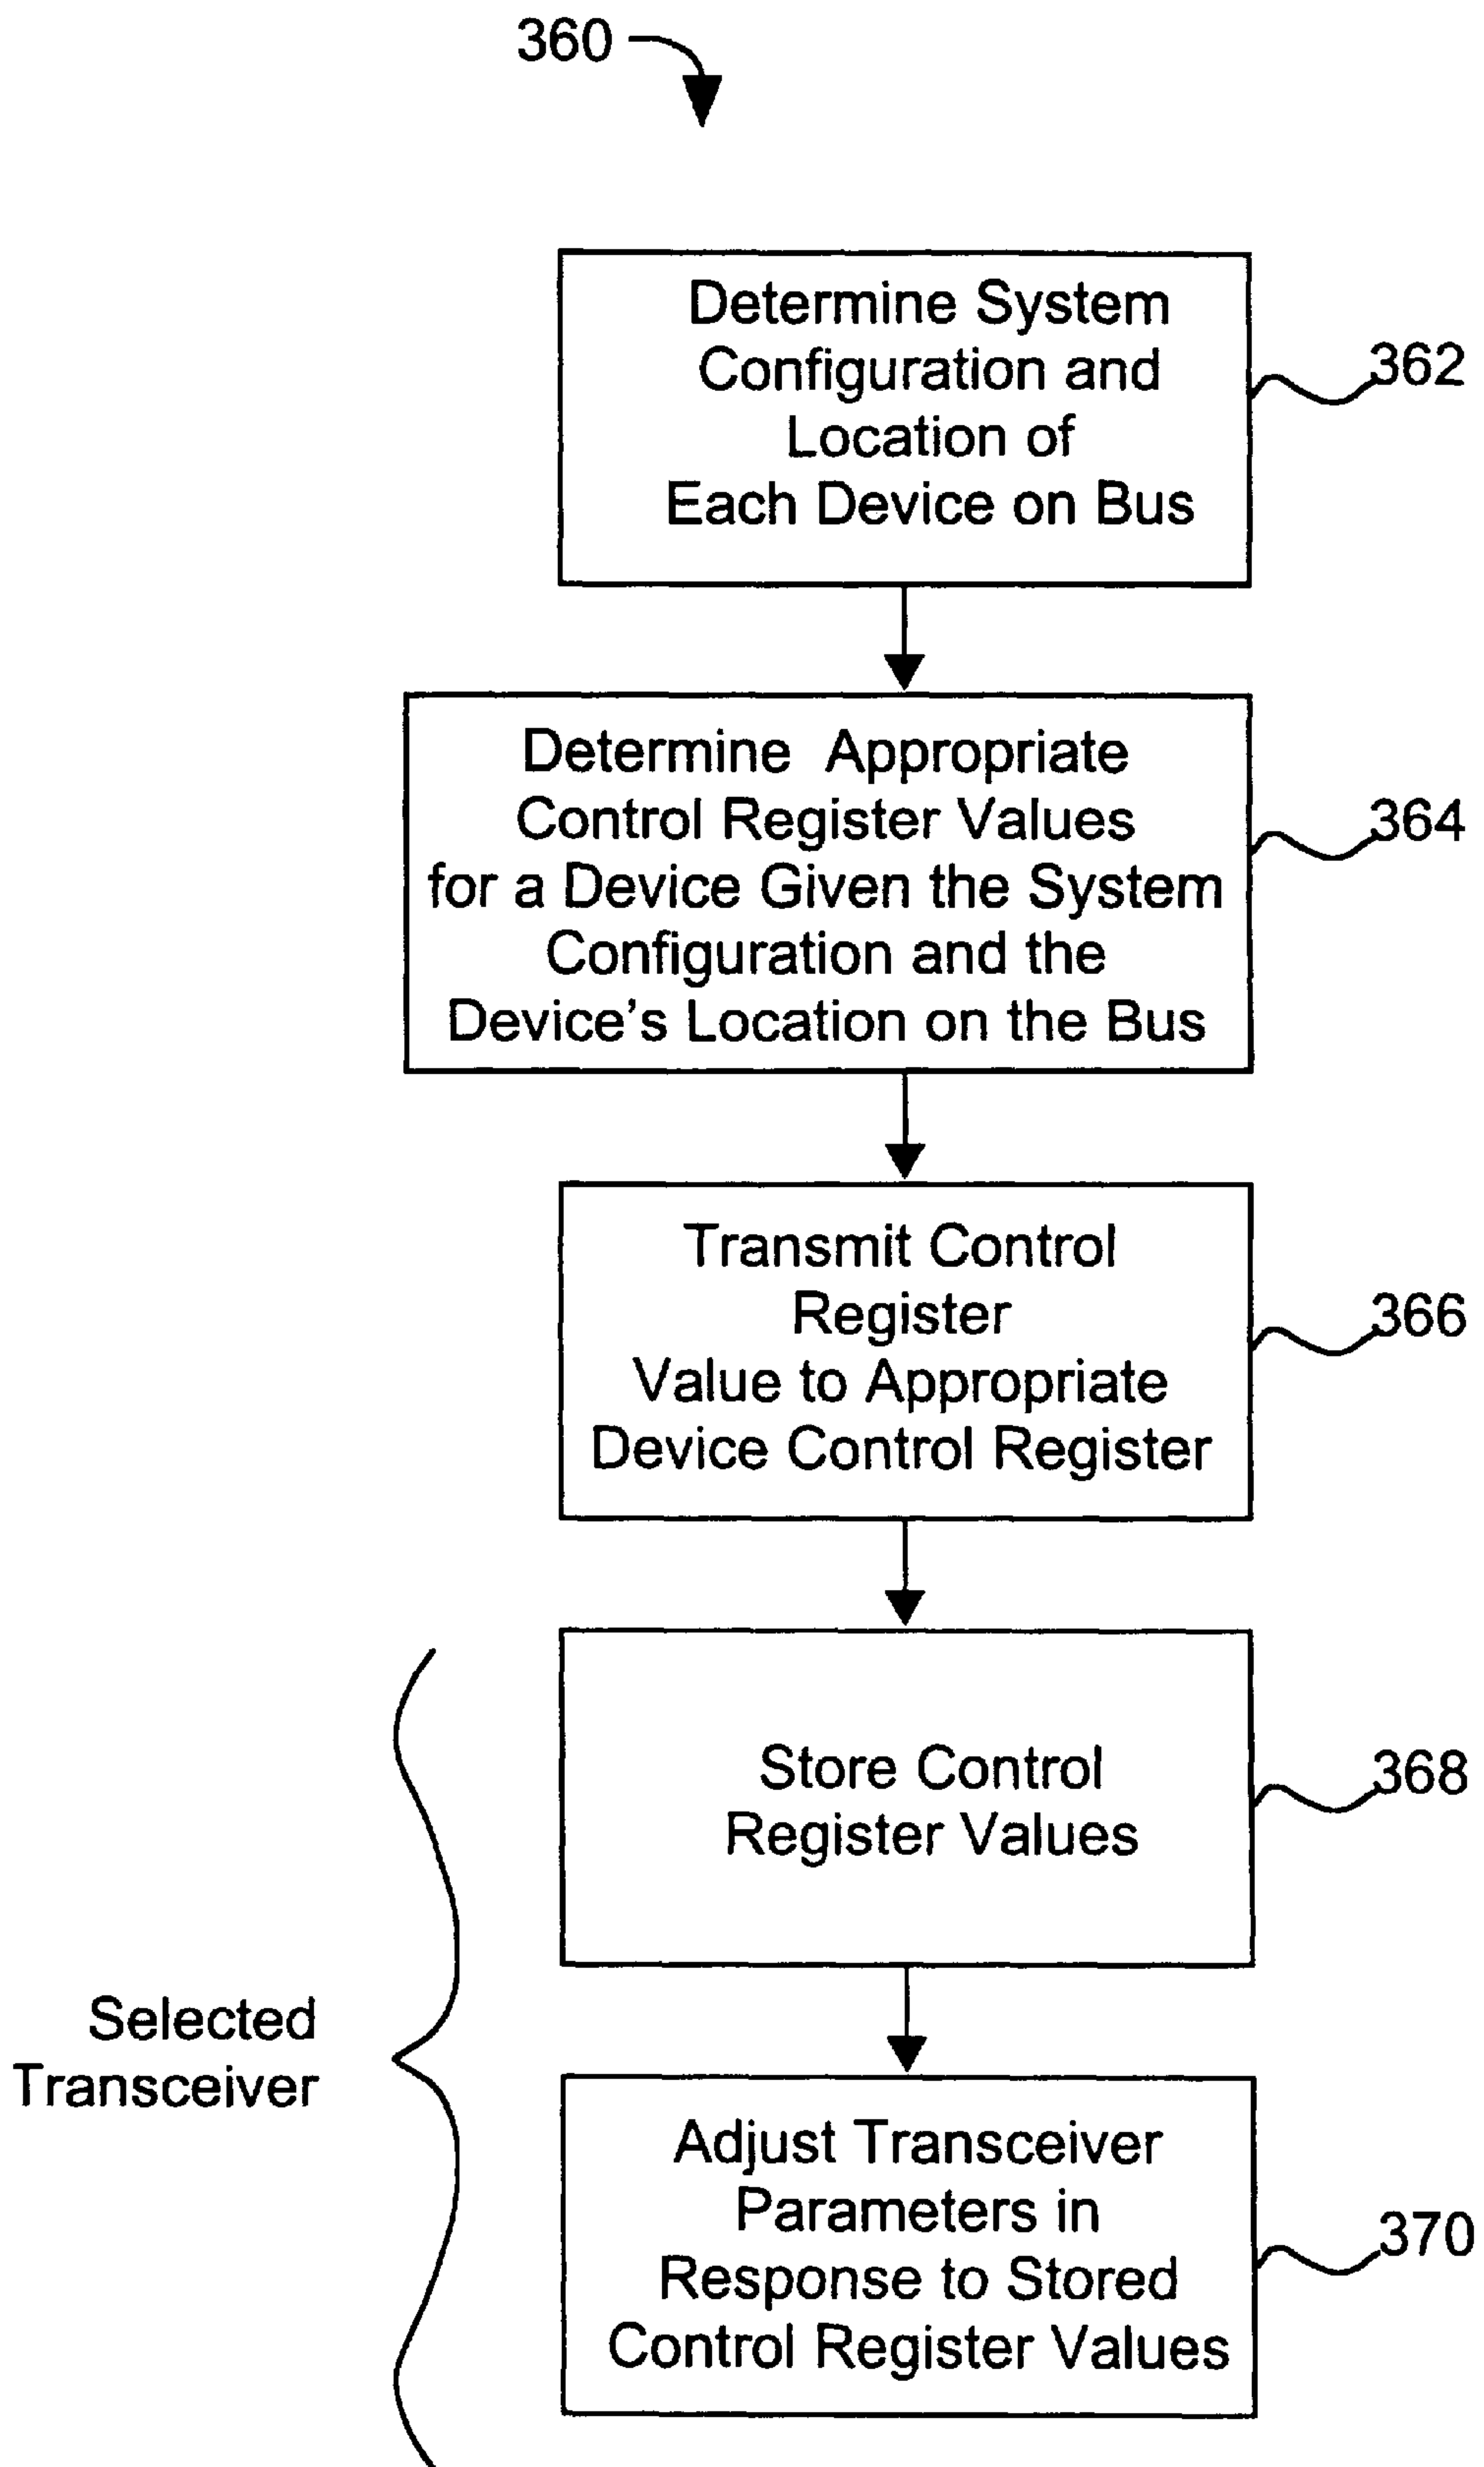 360
Determine System
Configuration and
Location of
Each Device on Bus
362
Determine Appropriate
Control Register Values
for a Device Given the System
Configuration and the
Device's Location on the Bus
364
Transmit Control
Register
Value to Appropriate
Device Control Register
366
Store Control
Register Values
368
Selected
Transceiver
Adjust Transceiver
Parameters in
Response to Stored
Control Register Values
370